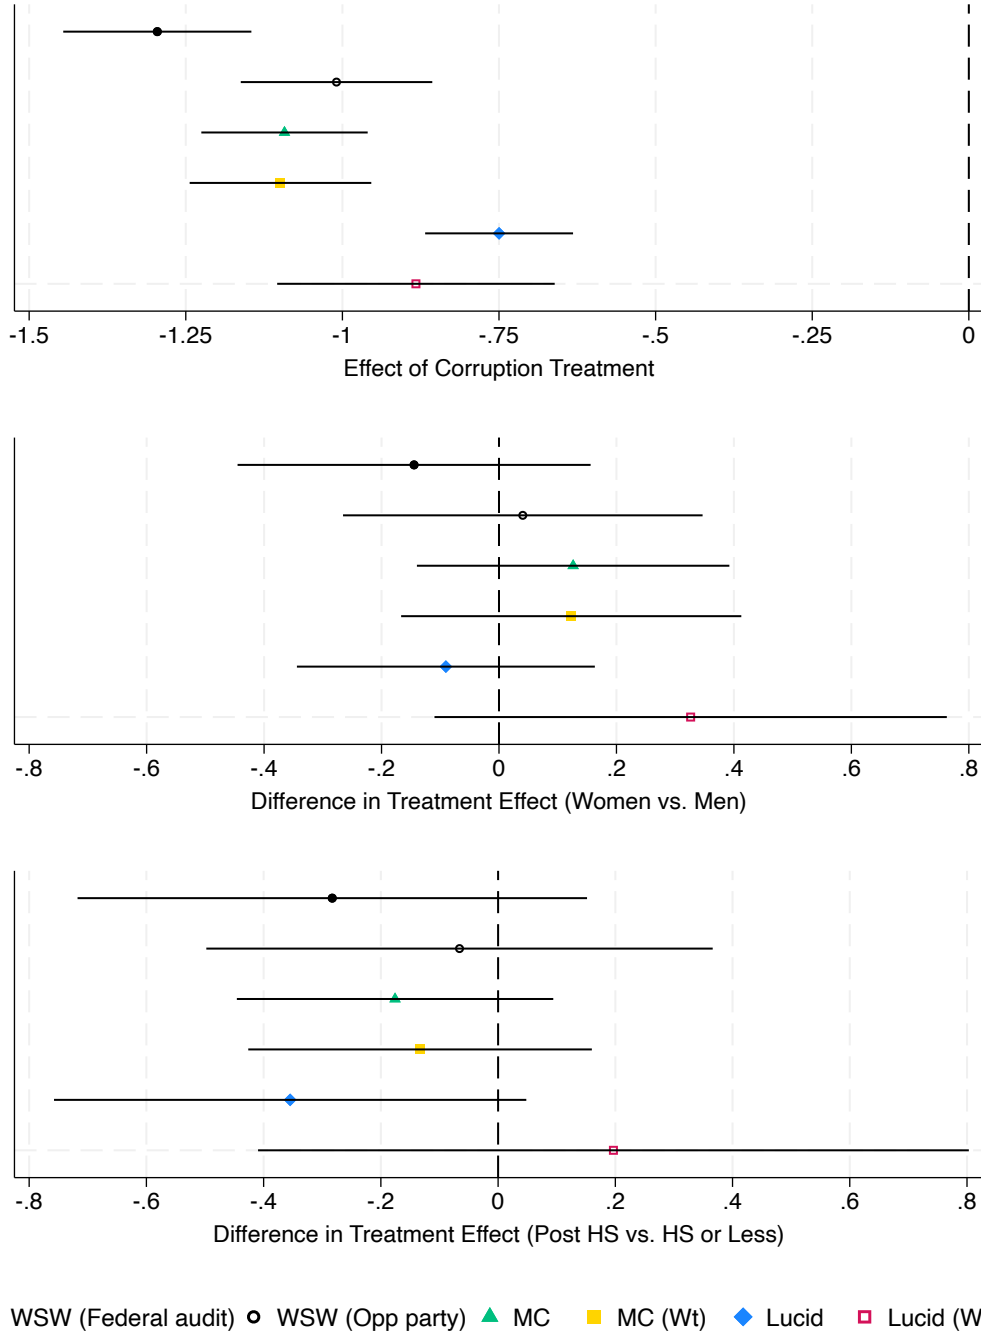 -1.5 -1.25 -1 -.75 -.5 -.25 0
Effect of Corruption Treatment
-.8 -.6 -.4 -.2 0 .2 .4 .6 .8
Difference in Treatment Effect (Women vs. Men)
-.8 -.6 -.4 -.2 0 .2 .4 .6 .8
Difference in Treatment Effect (Post HS vs. HS or Less)
WSW (Federal audit) WSW (Opp party) MC MC (Wt) Lucid Lucid (W